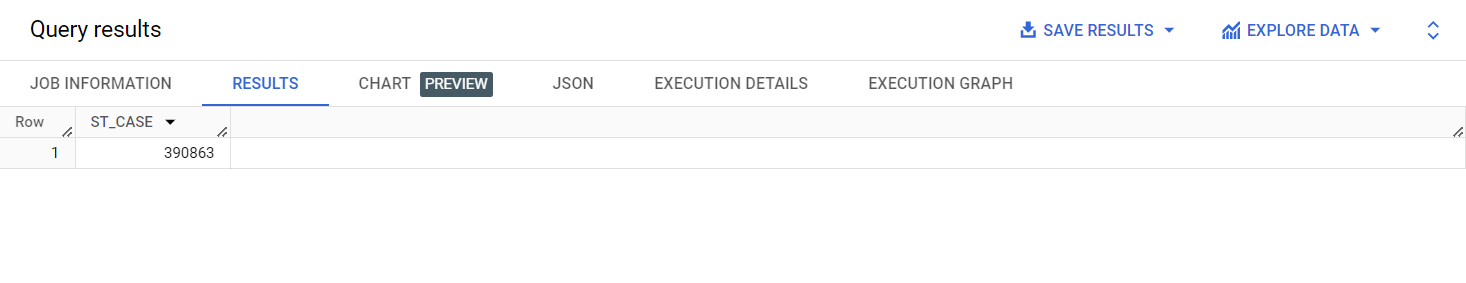 Query results
SAVE RESULTS
EXPLORE DATA
JOB INFORMATION
RESULTS
CHART PREVIEW
JSON
EXECUTION DETAILS
EXECUTION GRAPH
Row ST_CASE
1 390863